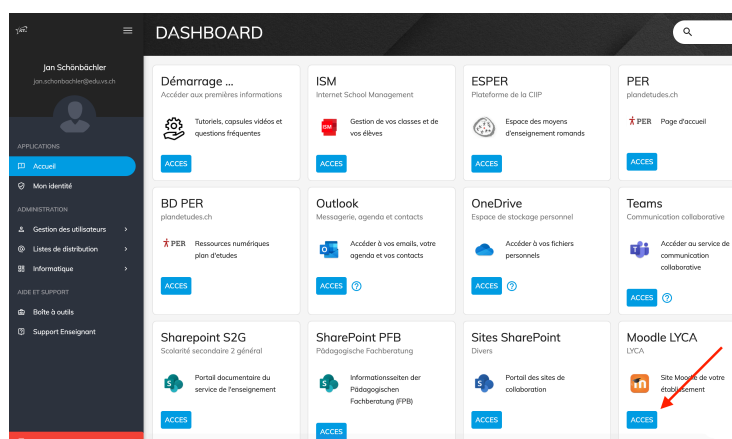 DASHBOARD
Jan Schönbächler
jan.schonbachler@edu.vs.ch
APPLICATIONS
Accueil
Mon identité
ADMINISTRATION
Gestion des utilisateurs
Listes de distribution
Informatique
AIDE ET SUPPORT
Boîte à outils
Support Enseignant
Démarrage ...
Accéder aux premières informations
Tutoriels, capsules vidéos et
questions fréquentes
ACCES
ISM
Internet School Management
ISM
Gestion de vos classes et de
vos élèves
ACCES
ESPER
Plateforme de la CIIP
Espace des moyens
d'enseignement romands
ACCES
PER
plandetudes.ch
PER
Page d'accueil
ACCES
BD PER
plandetudes.ch
PER
Ressources numériques
plan d'etudes
ACCES
Outlook
Messagerie, agenda et contacts
Accéder à vos emails, votre
agenda et vos contacts
ACCES
OneDrive
Espace de stockage personnel
Accéder à vos fichiers
personnels
ACCES
Teams
Communication collaborative
Accéder au service de
communication
collaborative
ACCES
Sharepoint S2G
Scolarité secondaire 2 général
Portail documentaire du
service de l'enseignement
ACCES
SharePoint PFB
Pädagogische Fachberatung
Informationsseiten der
Pädagogischen
Fachberatung (FPB)
ACCES
Sites SharePoint
Divers
Portail des sites de
collaboration
ACCES
Moodle LYCA
LYCA
Site Moodle de votre
établissement
ACCES